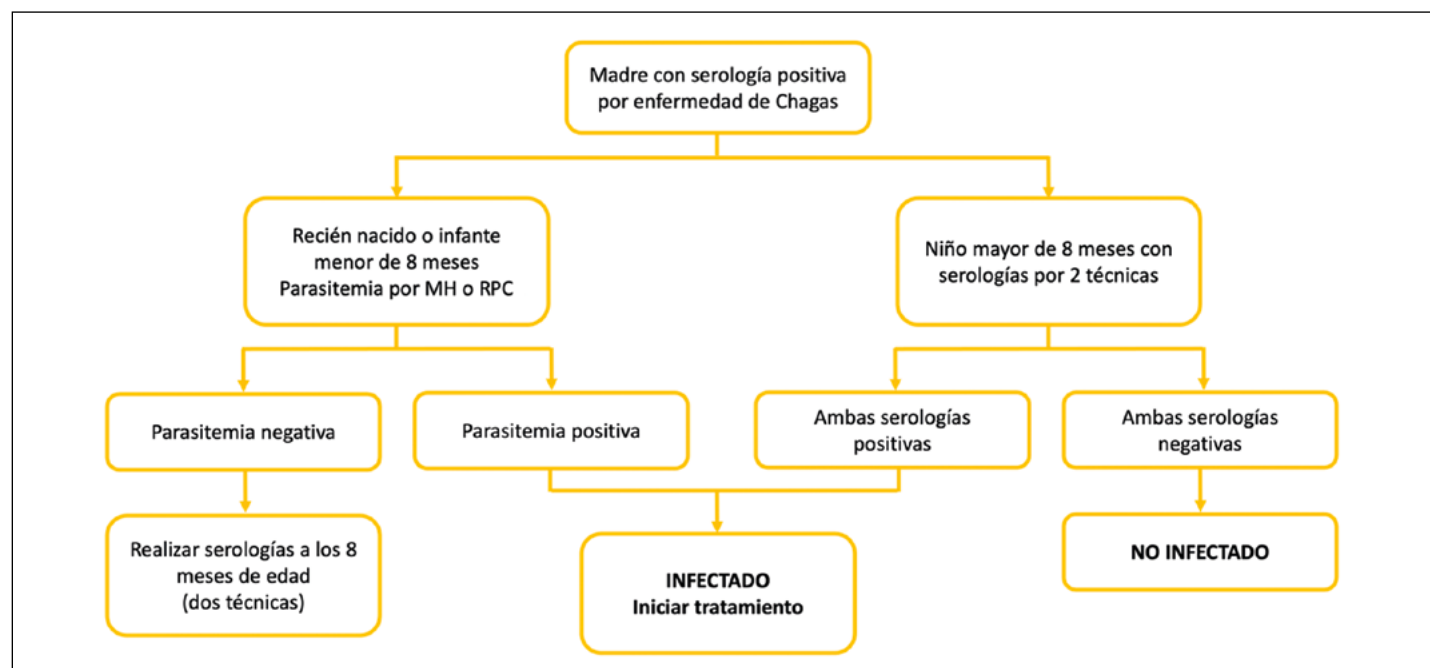 Madre con serología positiva
por enfermedad de Chagas
Recién nacido o infante
menor de 8 meses
Parasitemia por MH o RPC
Niño mayor de 8 meses con
serologías por 2 técnicas
Parasitemia negativa
Parasitemia positiva
Ambas serologías
positivas
Ambas serologías
negativas
Realizar serologías a los 8
meses de edad
(dos técnicas)
INFECTADO
Iniciar tratamiento
NO INFECTADO